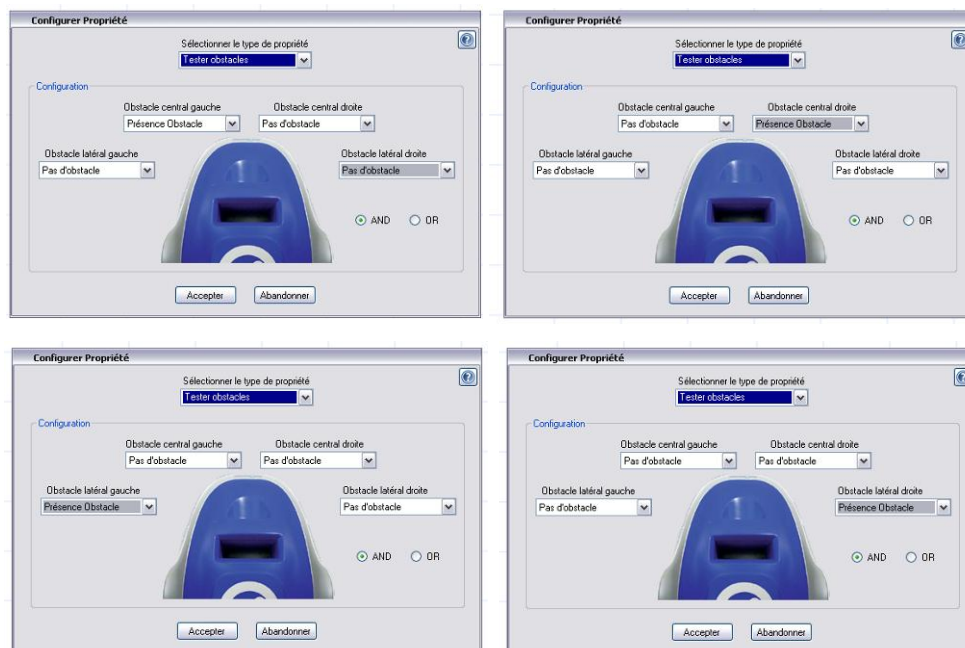 Configurer Propriété
Sélectionner le type de propriété
Tester obstacles
Configuration
Obstacle central gauche Obstacle central droite
Présence Obstacle Pas d'obstacle
Obstacle latéral gauche Obstacle latéral droite
Pas d'obstacle Pas d'obstacle
AND OR
Accepter Abandonner
Configurer Propriété
Sélectionner le type de propriété
Tester obstacles
Configuration
Obstacle central gauche Obstacle central droite
Pas d'obstacle Présence Obstacle
Obstacle latéral gauche Obstacle latéral droite
Pas d'obstacle Pas d'obstacle
AND OR
Accepter Abandonner
Configurer Propriété
Sélectionner le type de propriété
Tester obstacles
Configuration
Obstacle central gauche Obstacle central droite
Pas d'obstacle Pas d'obstacle
Obstacle latéral gauche Obstacle latéral droite
Présence Obstacle Pas d'obstacle
AND OR
Accepter Abandonner
Configurer Propriété
Sélectionner le type de propriété
Tester obstacles
Configuration
Obstacle central gauche Obstacle central droite
Pas d'obstacle Pas d'obstacle
Obstacle latéral gauche Obstacle latéral droite
Pas d'obstacle Présence Obstacle
AND OR
Accepter Abandonner